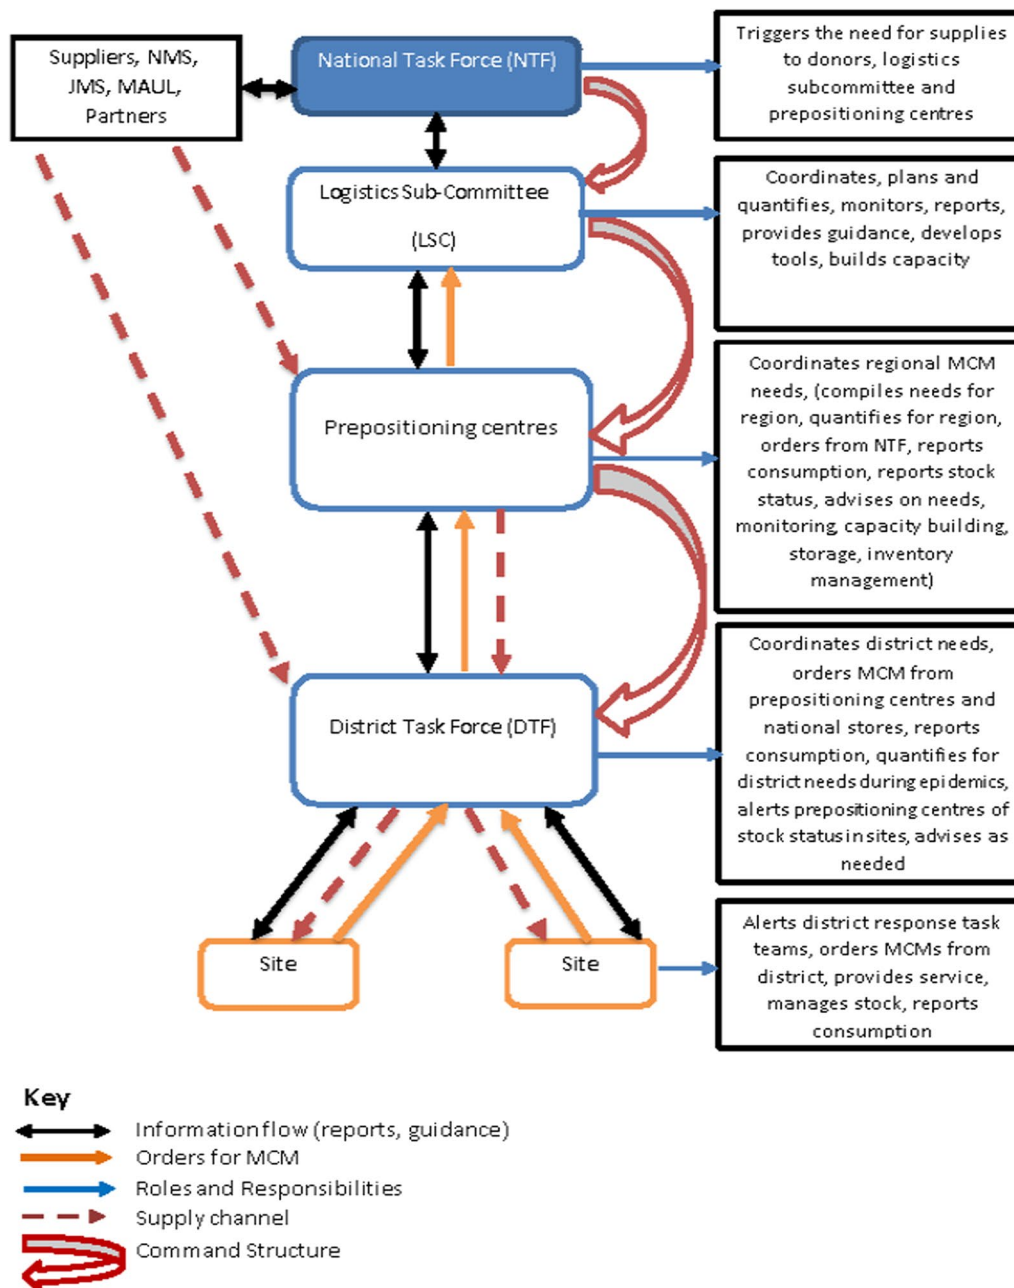 Suppliers, NMS,
JMS, MAUL,
Partners
National Task Force (NTF)
Triggers the need for supplies
to donors, logistics
subcommittee and
prepositioning centres
Logistics Sub-Committee
(LSC)
Coordinates, plans and
quantifies, monitors, reports,
provides guidance, develops
tools, builds capacity
Prepositioning centres
Coordinates regional MCM
needs, (compiles needs for
region, quantifies for region,
orders from NTF, reports
consumption, reports stock
status, advises on needs,
monitoring, capacity building,
storage, inventory
management)
District Task Force (DTF)
Coordinates district needs,
orders MCM from
prepositioning centres and
national stores, reports
consumption, quantifies for
district needs during epidemics,
alerts prepositioning centres of
stock status in sites, advises as
needed
Site
Site
Alerts district response task
teams, orders MCMs from
district, provides service,
manages stock, reports
consumption
Key
Information flow (reports, guidance)
Orders for MCM
Roles and Responsibilities
Supply channel
Command Structure